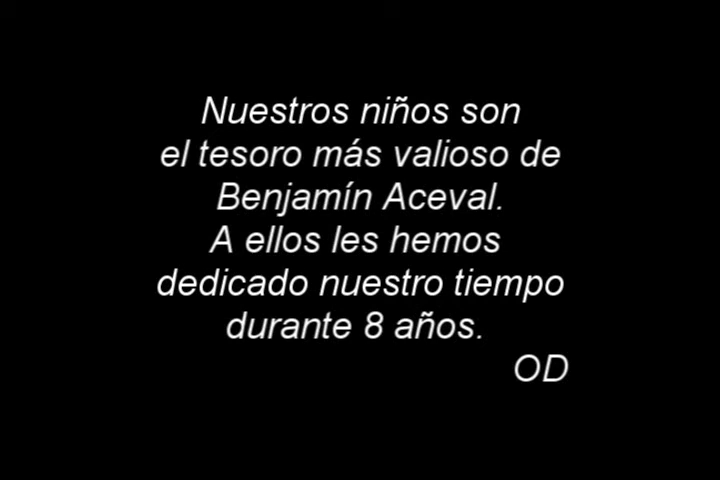 Nuestros niños son
el tesoro más valioso de
Benjamín Aceval.
A ellos les hemos
dedicado nuestro tiempo
durante 8 años.
OD